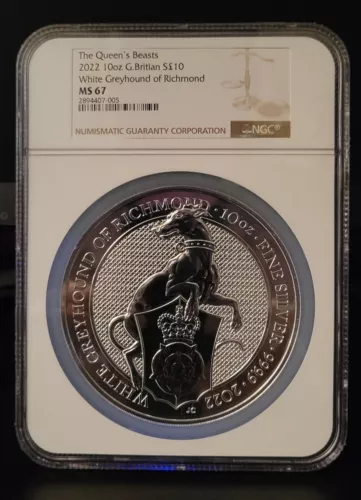 The Queen's Beasts
2022 10oz G.Britian S£10
White Greyhound of Richmond
MS 67
2894407-005
NUMISMATIC GUARANTY CORPORATION
NGC®
WHITE GREYHOUND OF RICHMOND · 10oz · FINE SILVER · 999.9 · 2022
JC